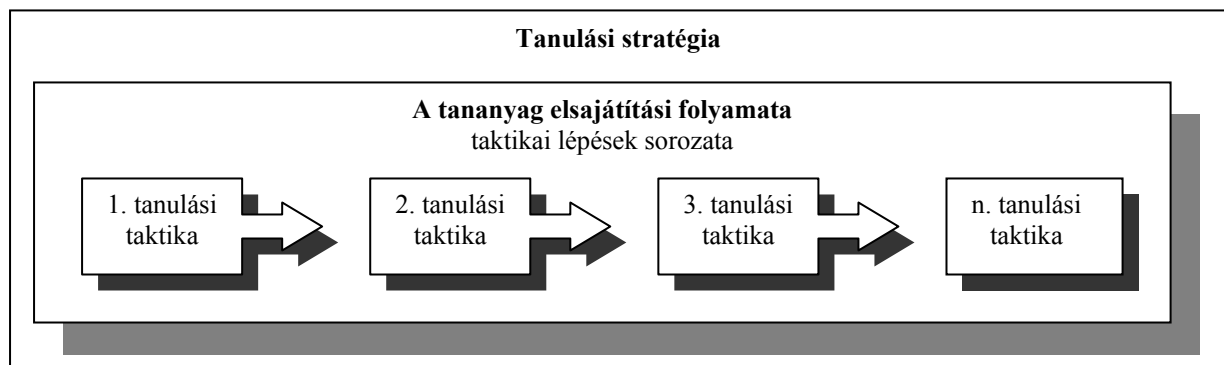 Tanulási stratégia
A tananyag elsajátítási folyamata
taktikai lépések sorozata
1. tanulási
taktika
2. tanulási
taktika
3. tanulási
taktika
n. tanulási
taktika